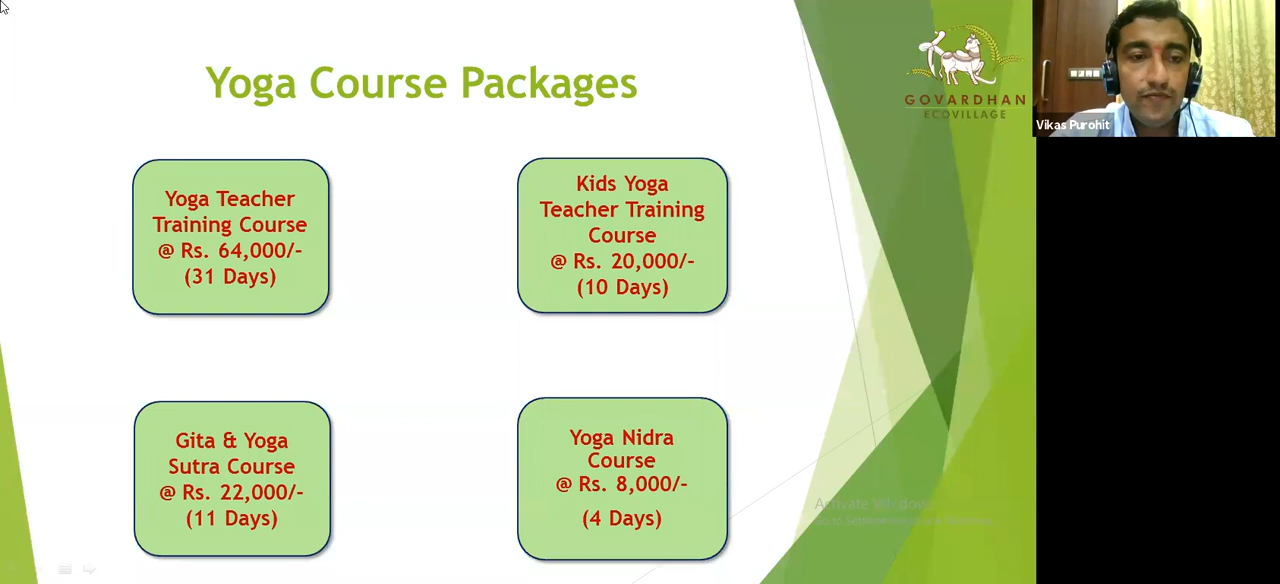 Yoga Course Packages
GOVARDHAN
ECOVILLAGE
Vikas Purohit
Yoga Teacher
Training Course
@ Rs. 64,000/-
(31 Days)
Kids Yoga
Teacher Training
Course
@ Rs. 20,000/-
(10 Days)
Gita & Yoga
Sutra Course
@ Rs. 22,000/-
(11 Days)
Yoga Nidra
Course
@ Rs. 8,000/-
(4 Days)
Activate Windows